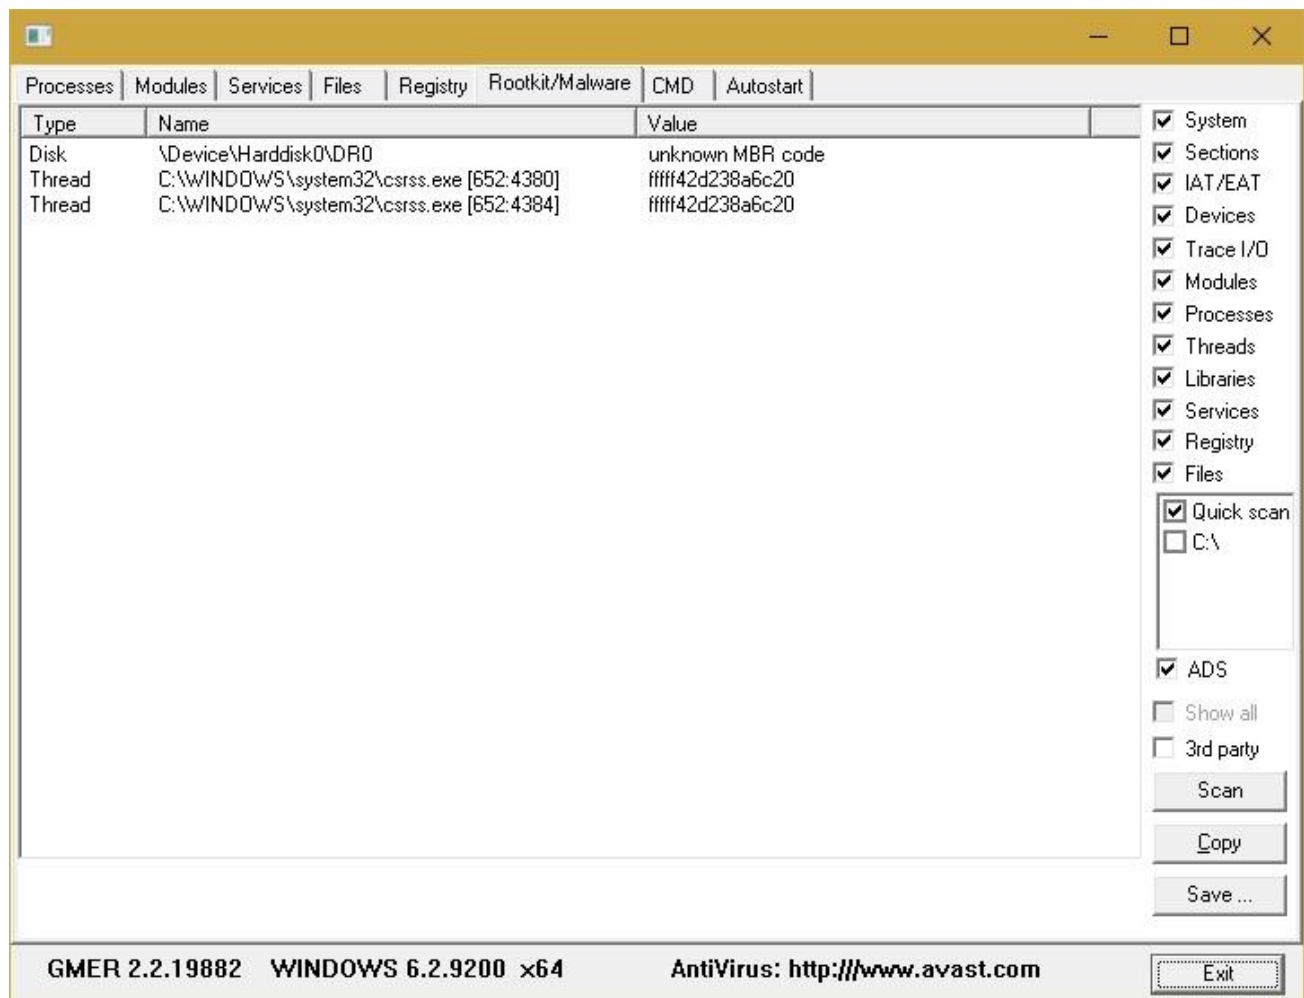 Processes Modules Services Files Registry Rootkit/Malware CMD Autostart
Type Name Value
Disk \Device\Harddisk0\DR0 unknown MBR code
Thread C:\WINDOWS\system32\csrss.exe [652:4380] fffff42d238a6c20
Thread C:\WINDOWS\system32\csrss.exe [652:4384] fffff42d238a6c20
System
Sections
IAT/EAT
Devices
Trace I/O
Modules
Processes
Threads
Libraries
Services
Registry
Files
Quick scan
C:\
ADS
Show all
3rd party
Scan
Copy
Save ...
GMER 2.2.19882 WINDOWS 6.2.9200 x64 AntiVirus: http:///www.avast.com Exit